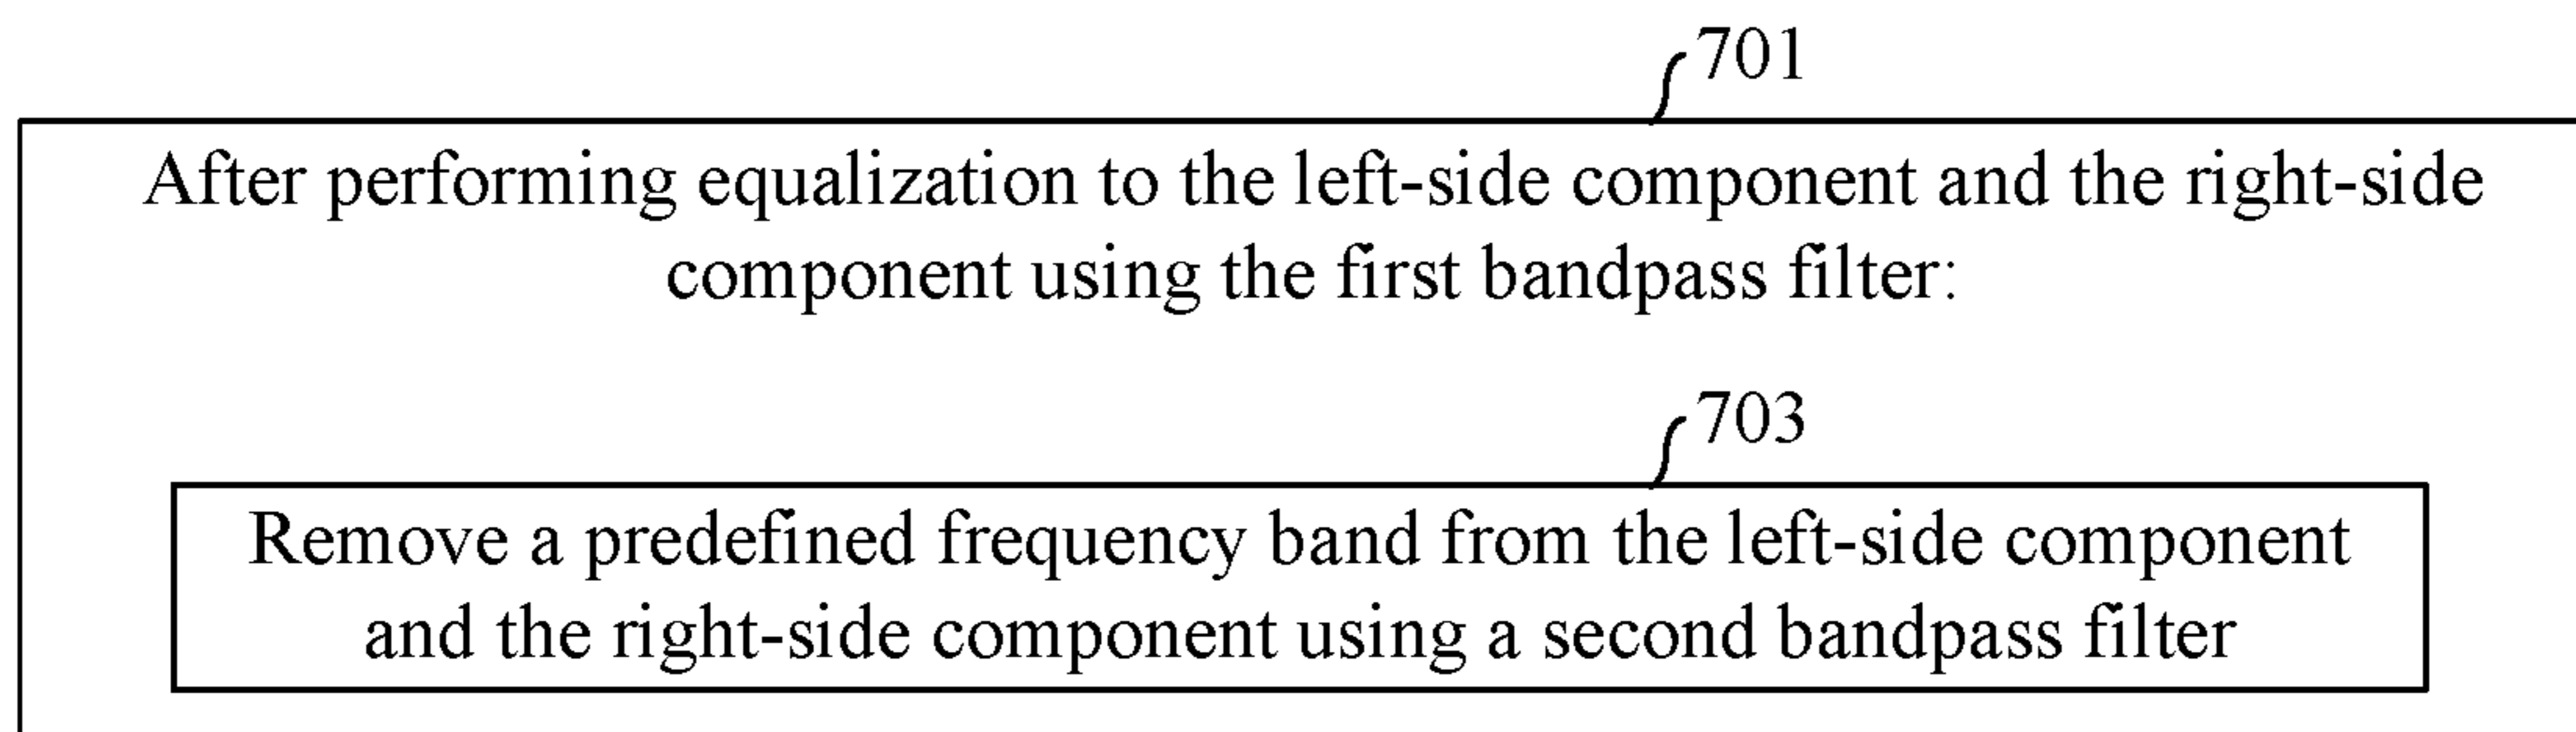 701
After performing equalization to the left-side component and the right-side
component using the first bandpass filter:
703
Remove a predefined frequency band from the left-side component
and the right-side component using a second bandpass filter